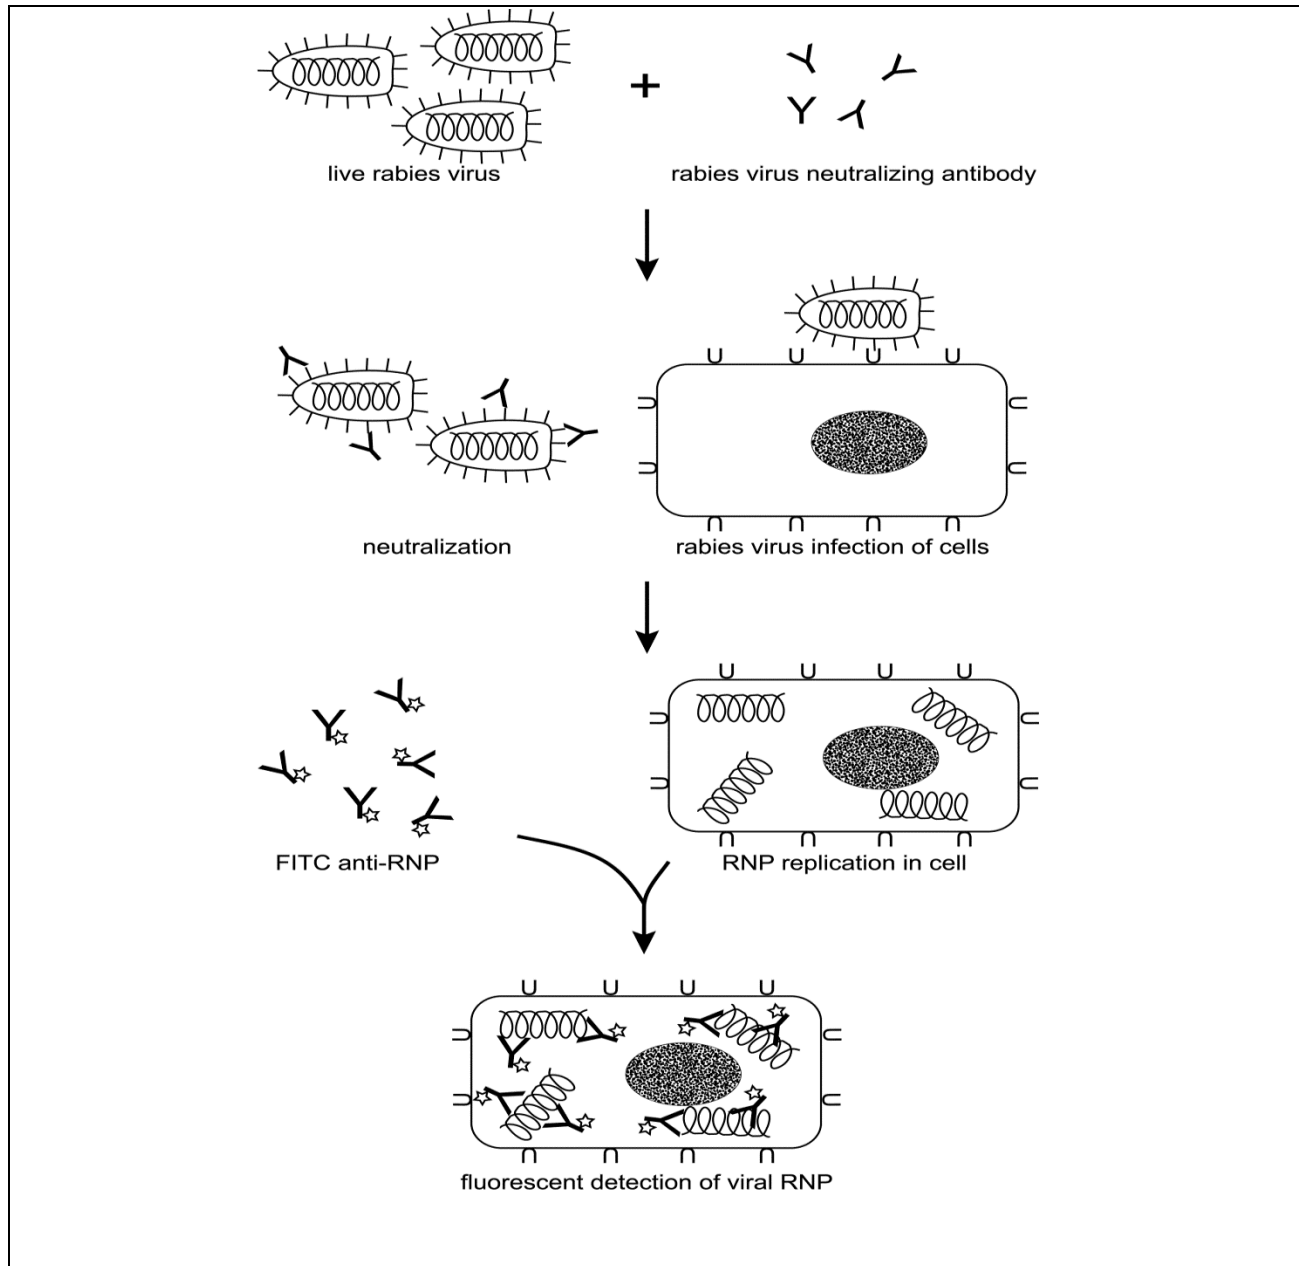 +
live rabies virus
rabies virus neutralizing antibody
neutralization
rabies virus infection of cells
FITC anti-RNP
RNP replication in cell
fluorescent detection of viral RNP